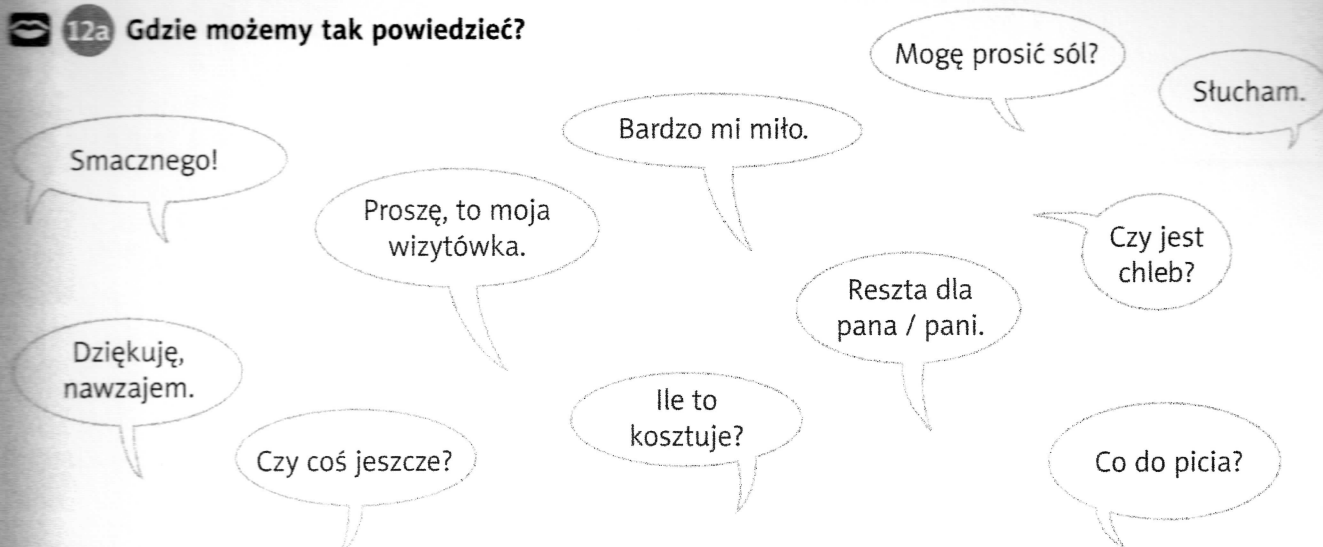 12a Gdzie możemy tak powiedzieć?
Mogę prosić sól?
Słucham.
Bardzo mi miło.
Smacznego!
Proszę, to moja
wizytówka.
Czy jest
chleb?
Reszta dla
pana / pani.
Dziękuję,
nawzajem.
Ile to
kosztuje?
Czy coś jeszcze?
Co do picia?